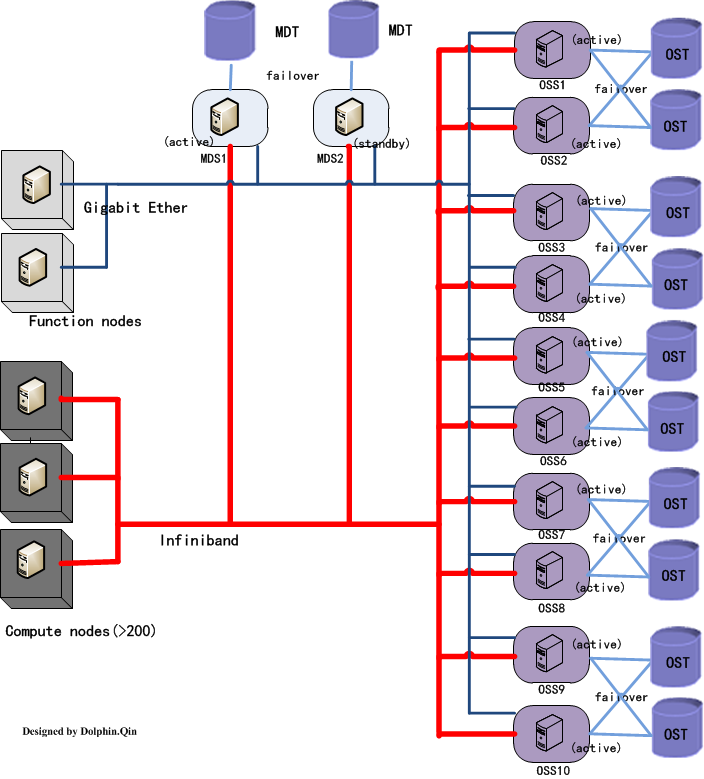 MDT
MDT
failover
(active)
MDS1
(standby)
MDS2
Gigabit Ether
Function nodes
Infiniband
Compute nodes(>200)
Designed by Dolphin.Qin
(active)
OSS1
OST
failover
OSS2
(active)
OST
(active)
OSS3
OST
failover
OSS4
(active)
OST
(active)
OSS5
OST
failover
OSS6
(active)
OST
(active)
OSS7
OST
failover
OSS8
(active)
OST
(active)
OSS9
OST
failover
OSS10
(active)
OST